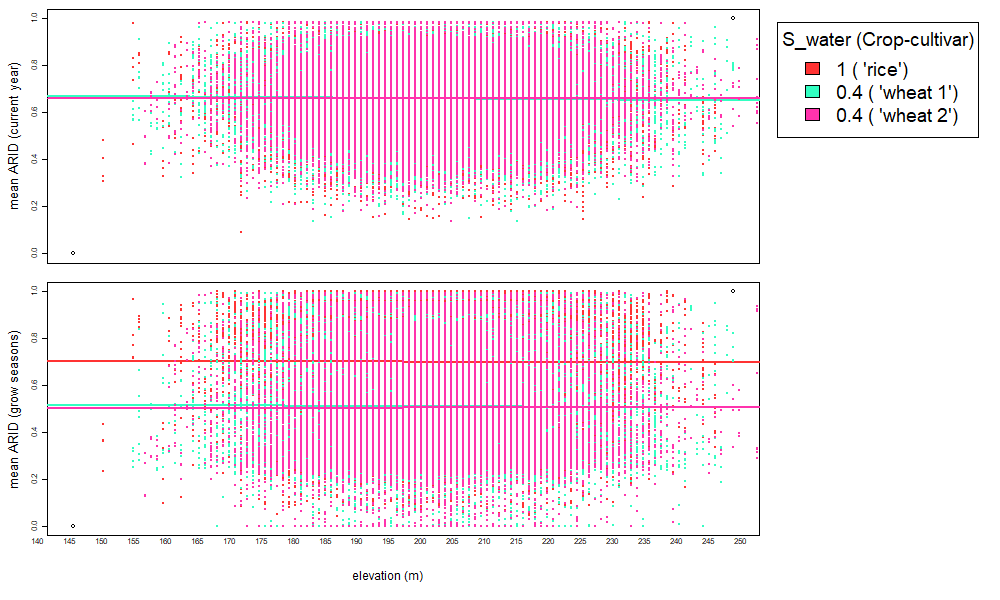 mean ARID (current year)
1.0
0.8
0.6
0.4
0.2
0.0
S_water (Crop-cultivar)
1 ( 'rice')
0.4 ( 'wheat 1')
0.4 ( 'wheat 2')
mean ARID (grow seasons)
1.0
0.8
0.6
0.4
0.2
0.0
140 145 150 155 160 165 170 175 180 185 190 195 200 205 210 215 220 225 230 235 240 245 250
elevation (m)